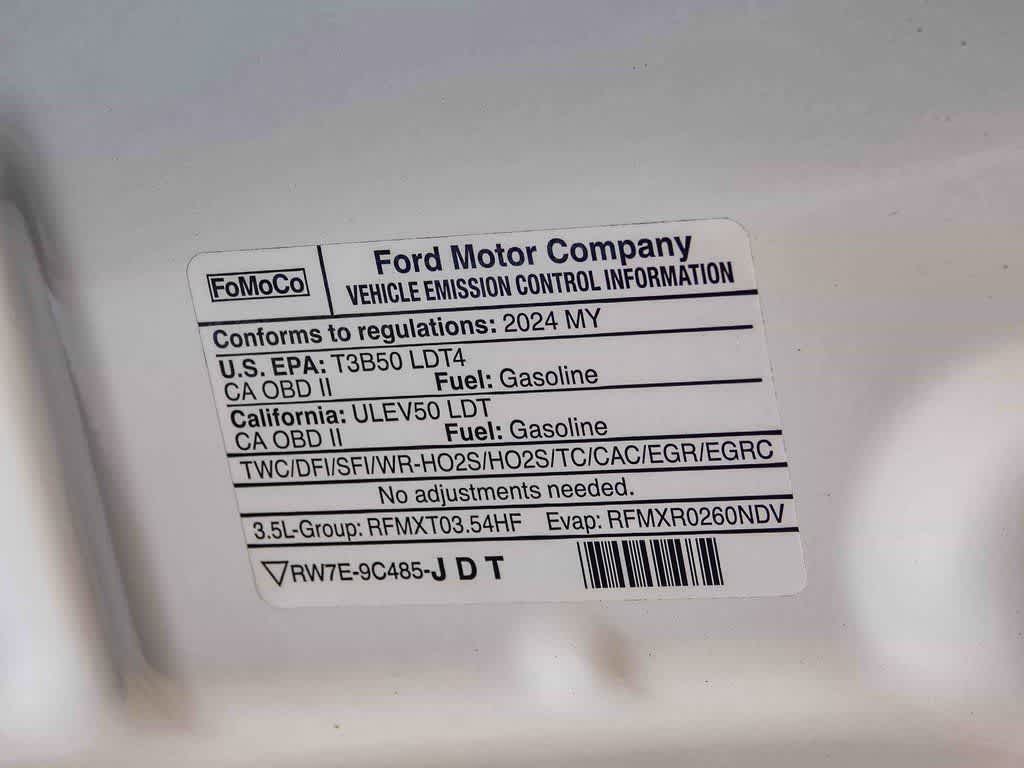 FoMoCo
Ford Motor Company
VEHICLE EMISSION CONTROL INFORMATION
Conforms to regulations: 2024 MY
U.S. EPA: T3B50 LDT4
CA OBD II Fuel: Gasoline
California: ULEV50 LDT
CA OBD II Fuel: Gasoline
TWC/DFI/SFI/WR-HO2S/HO2S/TC/CAC/EGR/EGRC
No adjustments needed.
3.5L-Group: RFMXT03.54HF Evap: RFMXR0260NDV
▽RW7E-9C485-J D T